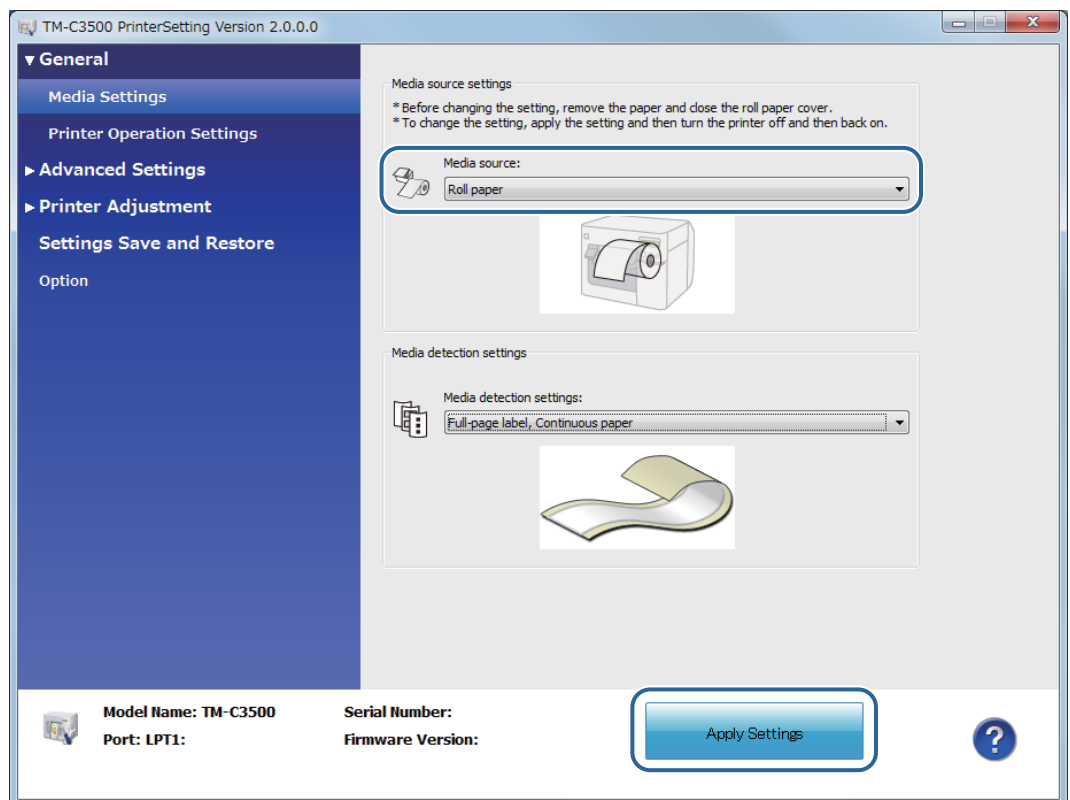 TM-C3500 PrinterSetting Version 2.0.0.0
General
Media Settings
Printer Operation Settings
Advanced Settings
Printer Adjustment
Settings Save and Restore
Option
Media source settings
*Before changing the setting, remove the paper and close the roll paper cover.
*To change the setting, apply the setting and then turn the printer off and then back on.
Media source:
Roll paper
Media detection settings
Media detection settings:
Full-page label, Continuous paper
Model Name: TM-C3500
Port: LPT1:
Serial Number:
Firmware Version:
Apply Settings
?